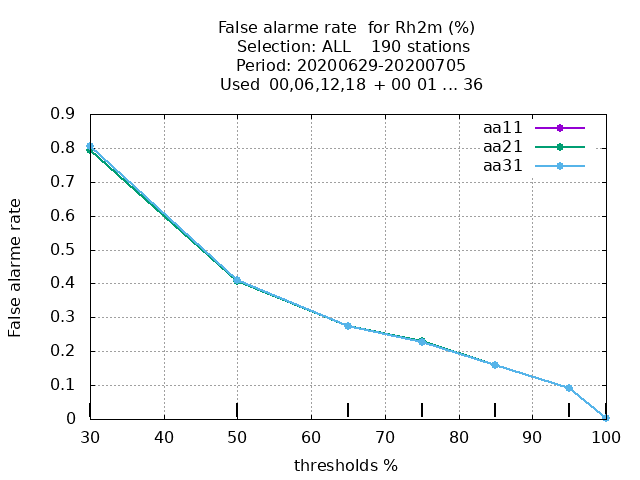 False alarme rate  for Rh2m (%)
Selection: ALL    190 stations
Period: 20200629-20200705
Used  00,06,12,18  + 00 01 ... 36
0.9
aa11
aa21
aa31
0.8
0.7
0.6
0.5
0.4
0.3
0.2
0.1
0
False alarme rate
30 40 50 60 70 80 90 100
thresholds %